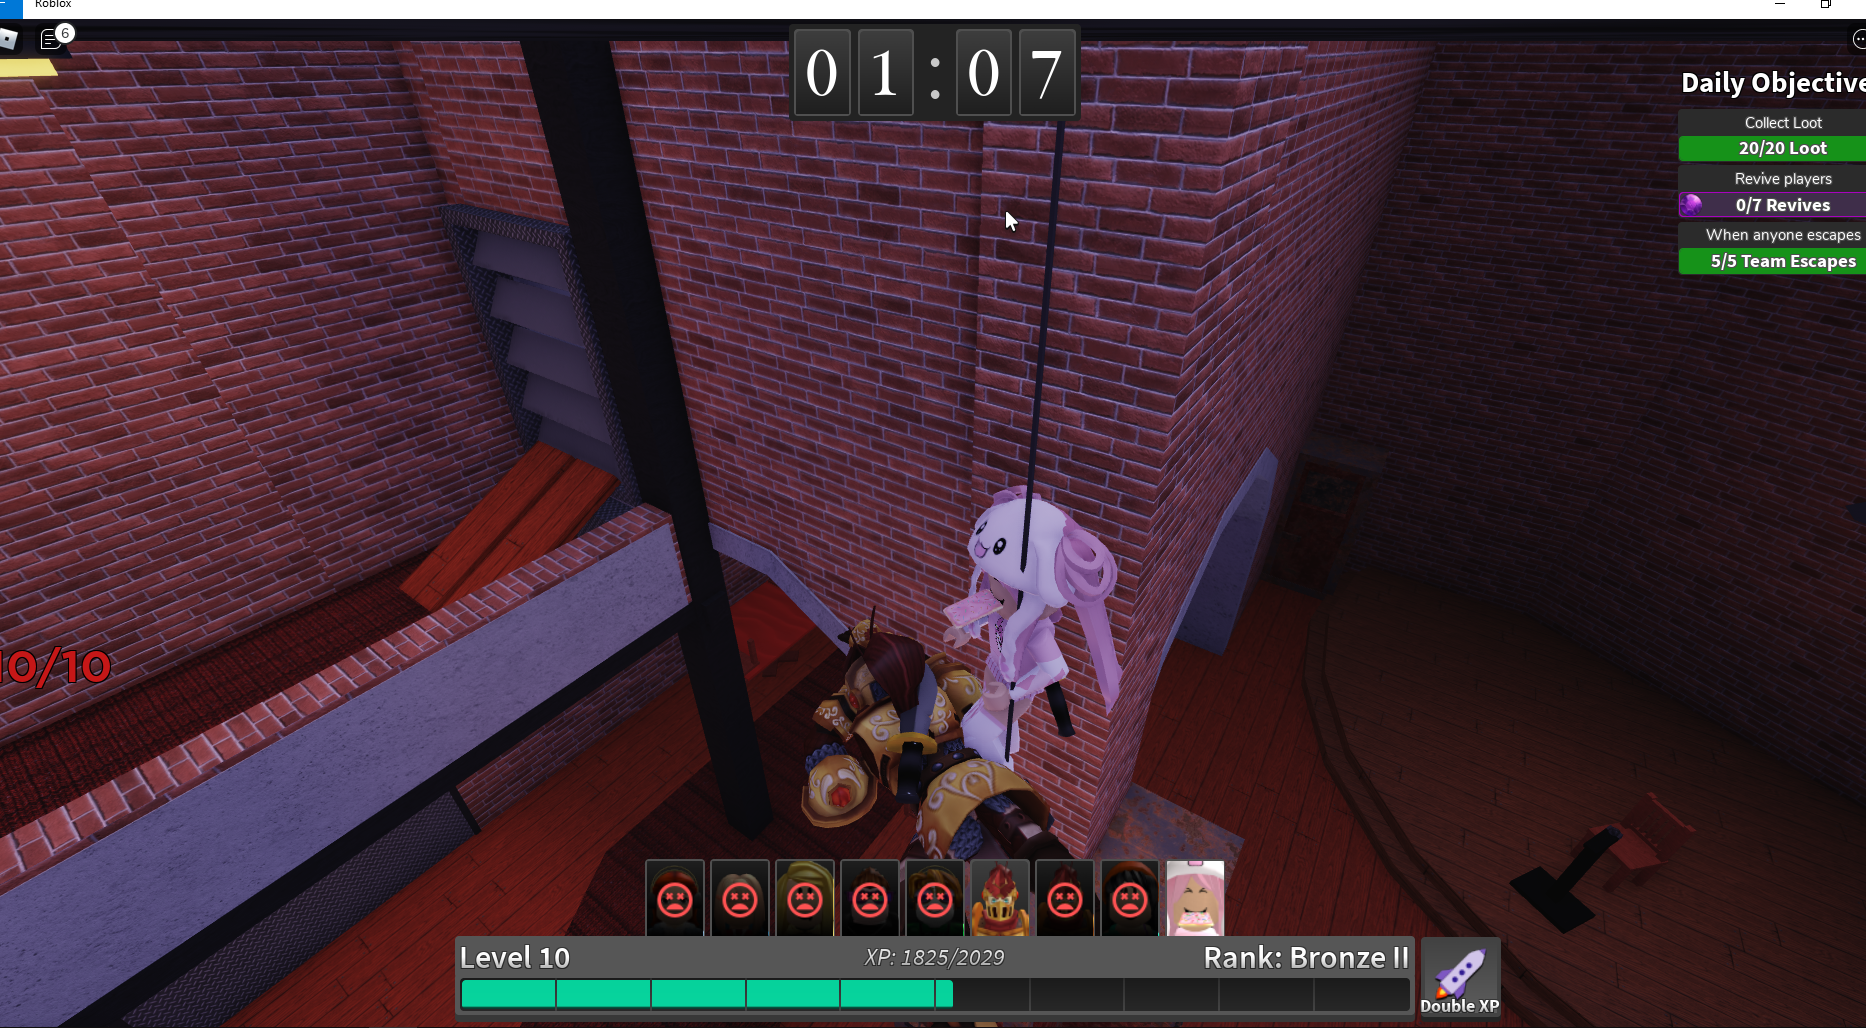 Roblox
6
01:07
Daily Objective
Collect Loot
20/20 Loot
Revive players
0/7 Revives
When anyone escapes
5/5 Team Escapes
10/10
Level 10
XP: 1825/2029
Rank: Bronze II
Double XP